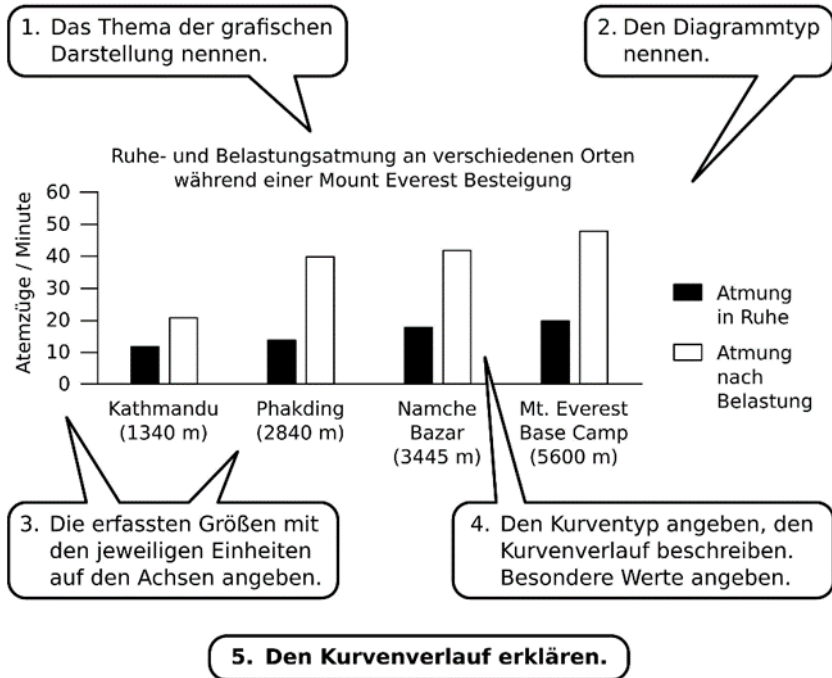 1. Das Thema der grafischen
Darstellung nennen.
2. Den Diagrammtyp
nennen.
Ruhe- und Belastungsatmung an verschiedenen Orten
während einer Mount Everest Besteigung
Atemzüge / Minute
60
50
40
30
20
10
0
Kathmandu
(1340 m)
Phakding
(2840 m)
Namche
Bazar
(3445 m)
Mt. Everest
Base Camp
(5600 m)
Atmung
in Ruhe
Atmung
nach
Belastung
3. Die erfassten Größen mit
den jeweiligen Einheiten
auf den Achsen angeben.
4. Den Kurventyp angeben, den
Kurvenverlauf beschreiben.
Besondere Werte angeben.
5. Den Kurvenverlauf erklären.